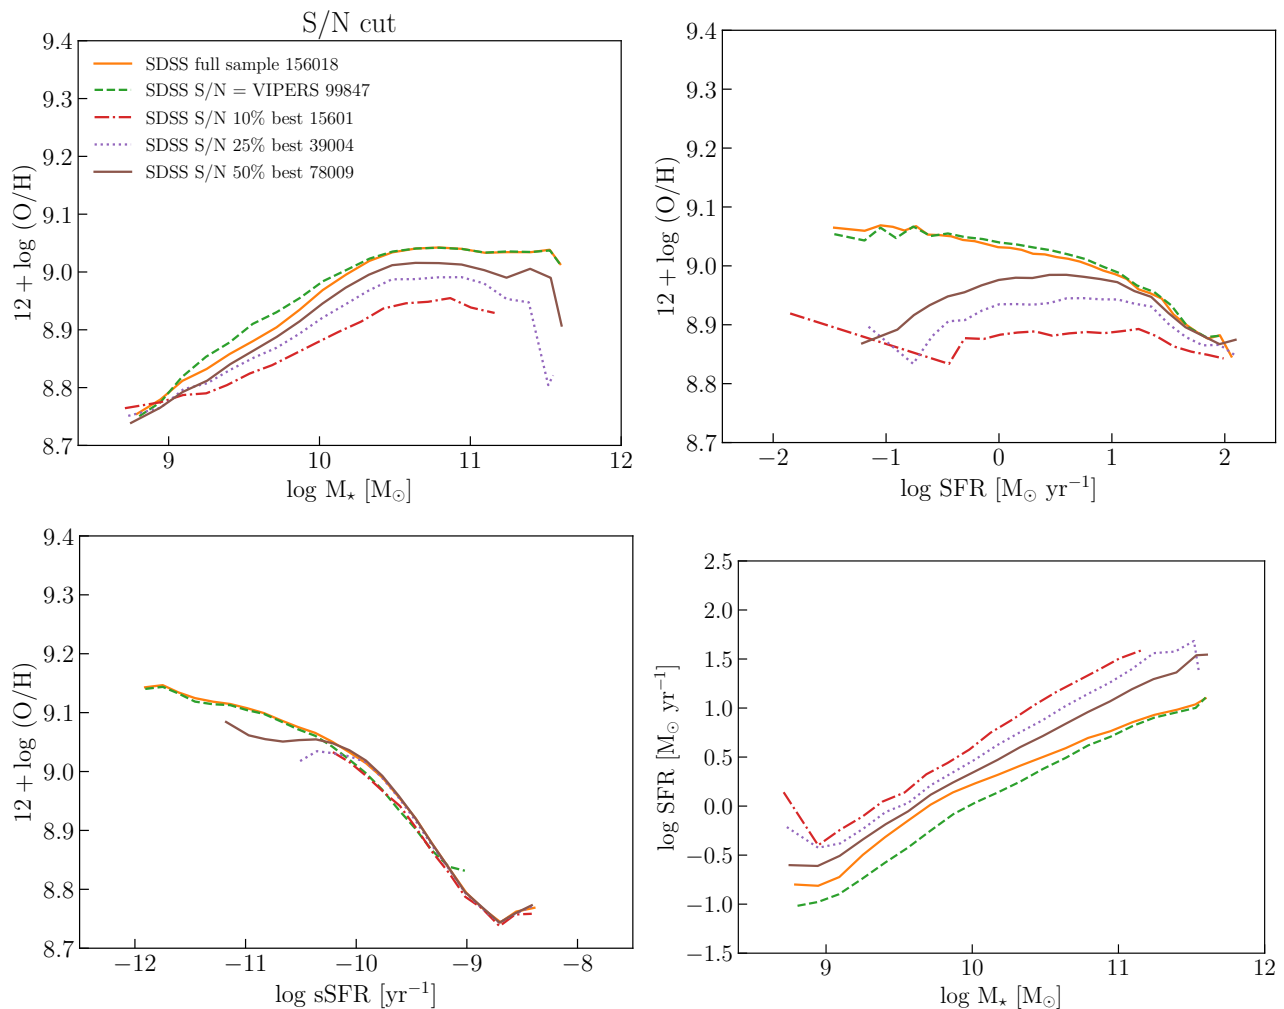 S/N cut
9.4
9.3
9.2
9.1
9.0
8.9
8.8
8.7
12 + log (O/H)
SDSS full sample 156018
SDSS S/N = VIPERS 99847
SDSS S/N 10% best 15601
SDSS S/N 25% best 39004
SDSS S/N 50% best 78009
9 10 11 12
log M⋆ [M⊙]
9.4
9.3
9.2
9.1
9.0
8.9
8.8
8.7
12 + log (O/H)
−2 −1 0 1 2
log SFR [M⊙ yr⁻¹]
9.4
9.3
9.2
9.1
9.0
8.9
8.8
8.7
12 + log (O/H)
−12 −11 −10 −9 −8
log sSFR [yr⁻¹]
2.5
2.0
1.5
1.0
0.5
0.0
−0.5
−1.0
−1.5
log SFR [M⊙ yr⁻¹]
9 10 11 12
log M⋆ [M⊙]